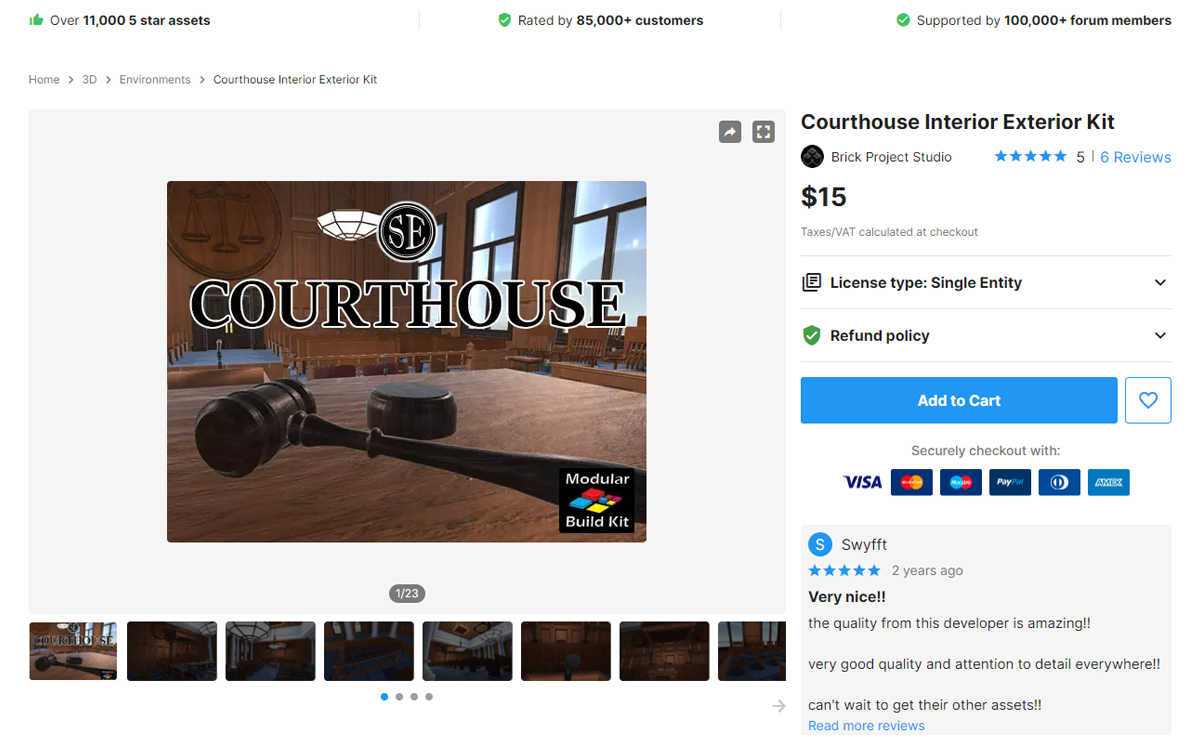 Over 11,000 5 star assets
Rated by 85,000+ customers
Supported by 100,000+ forum members
Home > 3D > Environments > Courthouse Interior Exterior Kit
SE
COURTHOUSE
Modular
Build Kit
1/23
COURTHOUSE
Courthouse Interior Exterior Kit
Brick Project Studio
5 | 6 Reviews
$15
Taxes/VAT calculated at checkout
License type: Single Entity
Refund policy
Add to Cart
Securely checkout with:
VISA MasterCard Maestro PayPal AMEX
S Swyfft
2 years ago
Very nice!!
the quality from this developer is amazing!!
very good quality and attention to detail everywhere!!
can't wait to get their other assets!!
Read more reviews